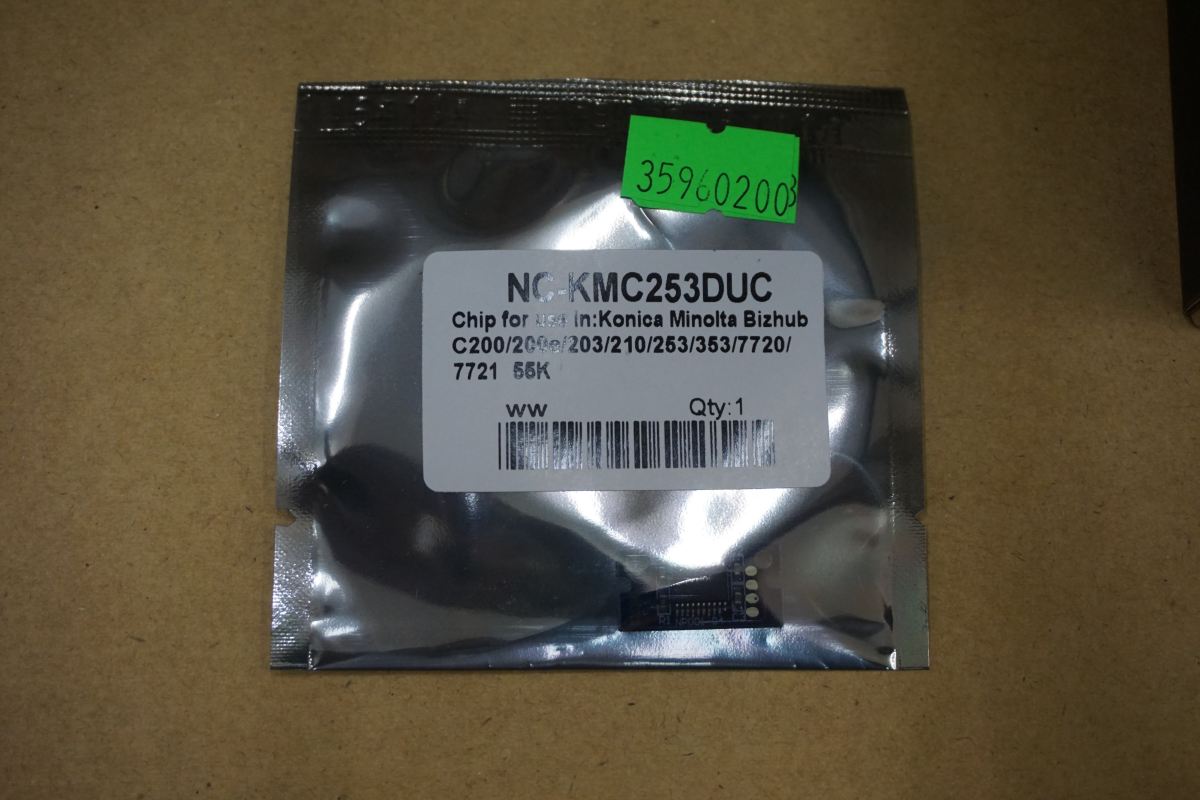 359602003
NC-KMC253DUC
Chip for use in:Konica Minolta Bizhub
C200/200e/203/210/253/353/7720/
7721 55K
WW Qty:1